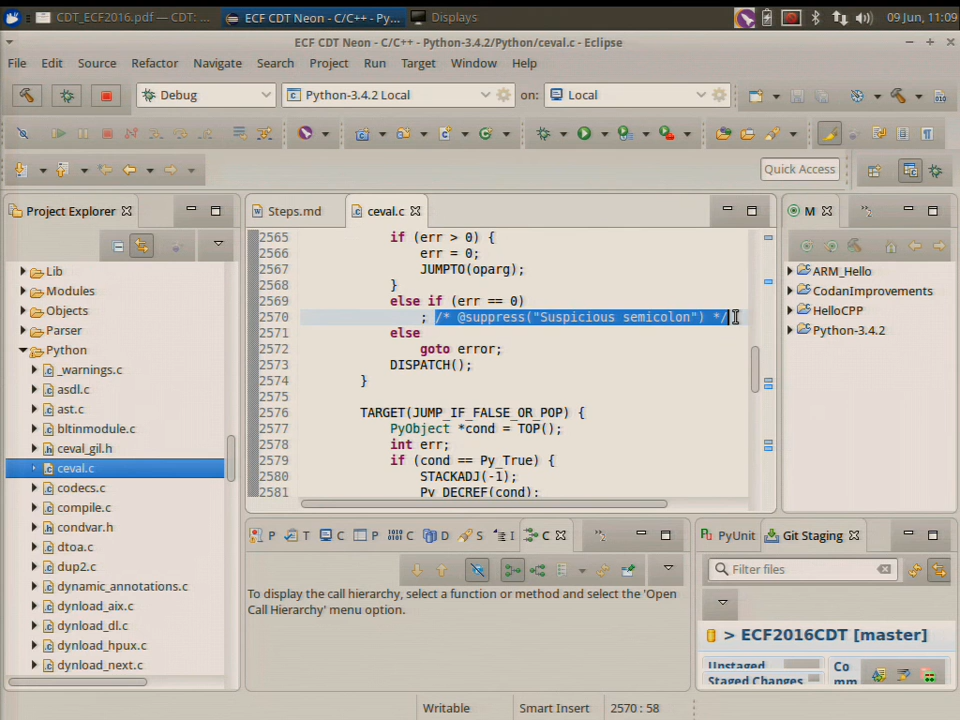 CDT_ECF2016.pdf — CDT: ...
ECF CDT Neon - C/C++ - Py...
Displays
09 Jun, 11:09
ECF CDT Neon - C/C++ - Python-3.4.2/Python/ceval.c - Eclipse
File Edit Source Refactor Navigate Search Project Run Target Window Help
Debug
Python-3.4.2 Local
on:
Local
Quick Access
Project Explorer
Lib
Modules
Objects
Parser
Python
_warnings.c
asdl.c
ast.c
bltinmodule.c
ceval_gil.h
ceval.c
codecs.c
compile.c
condvar.h
dtoa.c
dup2.c
dynamic_annotations.c
dynload_aix.c
dynload_dl.c
dynload_hpux.c
dynload_next.c
Steps.md
ceval.c
2565 if (err > 0) {
2566 err = 0;
2567 JUMPTO(oparg);
2568 }
2569 else if (err == 0)
2570 ; /* @suppress("Suspicious semicolon") */
2571 else
2572 goto error;
2573 DISPATCH();
2574 }
2575
2576 TARGET(JUMP_IF_FALSE_OR_POP) {
2577 PyObject *cond = TOP();
2578 int err;
2579 if (cond == Py_True) {
2580 STACKADJ(-1);
2581 Py_DECREF(cond);
M
ARM_Hello
CodanImprovements
HelloCPP
Python-3.4.2
P T C P C D S I C
To display the call hierarchy, select a function or method and select the 'Open
Call Hierarchy' menu option.
PyUnit
Git Staging
Filter files
> ECF2016CDT [master]
Unstaged
Staged Changes
Co
mm
Writable
Smart Insert
2570 : 58